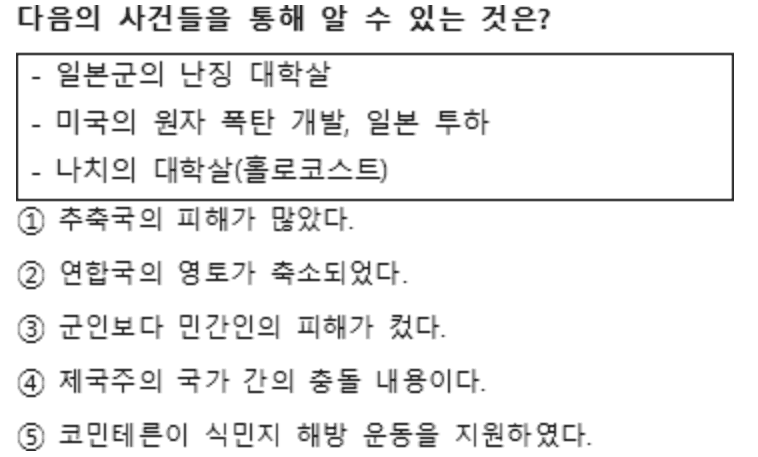 다음의 사건들을 통해 알 수 있는 것은?
- 일본군의 난징 대학살
- 미국의 원자 폭탄 개발, 일본 투하
- 나치의 대학살(홀로코스트)
① 추축국의 피해가 많았다.
② 연합국의 영토가 축소되었다.
③ 군인보다 민간인의 피해가 컸다.
④ 제국주의 국가 간의 충돌 내용이다.
⑤ 코민테른이 식민지 해방 운동을 지원하였다.